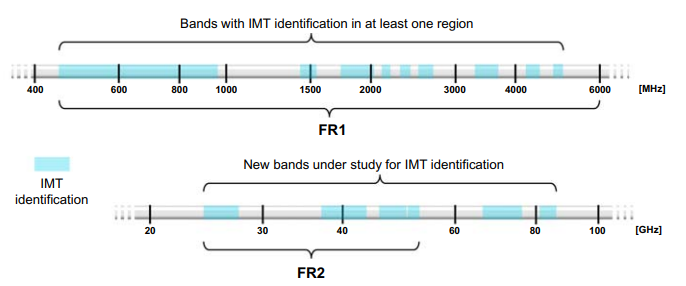 Bands with IMT identification in at least one region
400 600 800 1000 1500 2000 3000 4000 6000 [MHz]
FR1
New bands under study for IMT identification
IMT
identification
20 30 40 60 80 100 [GHz]
FR2